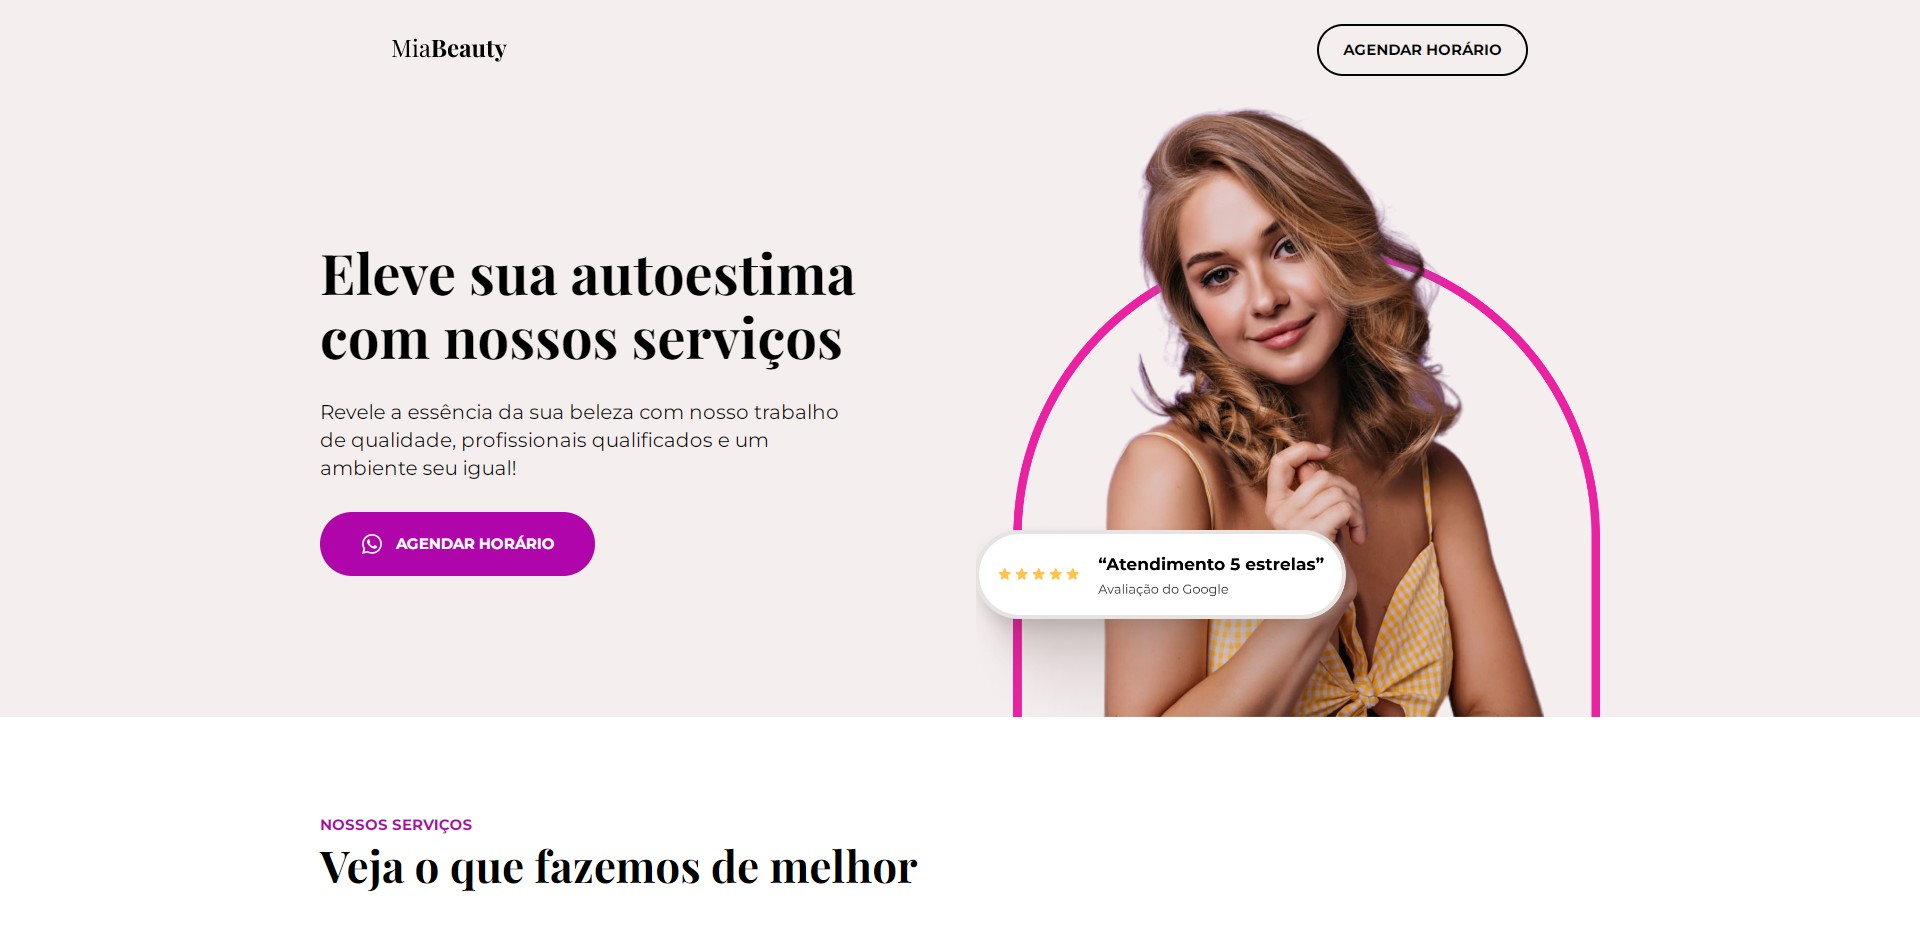 MiaBeauty
AGENDAR HORÁRIO
Eleve sua autoestima
com nossos serviços
Revele a essência da sua beleza com nosso trabalho
de qualidade, profissionais qualificados e um
ambiente seu igual!
AGENDAR HORÁRIO
“Atendimento 5 estrelas”
Avaliação do Google
NOSSOS SERVIÇOS
Veja o que fazemos de melhor